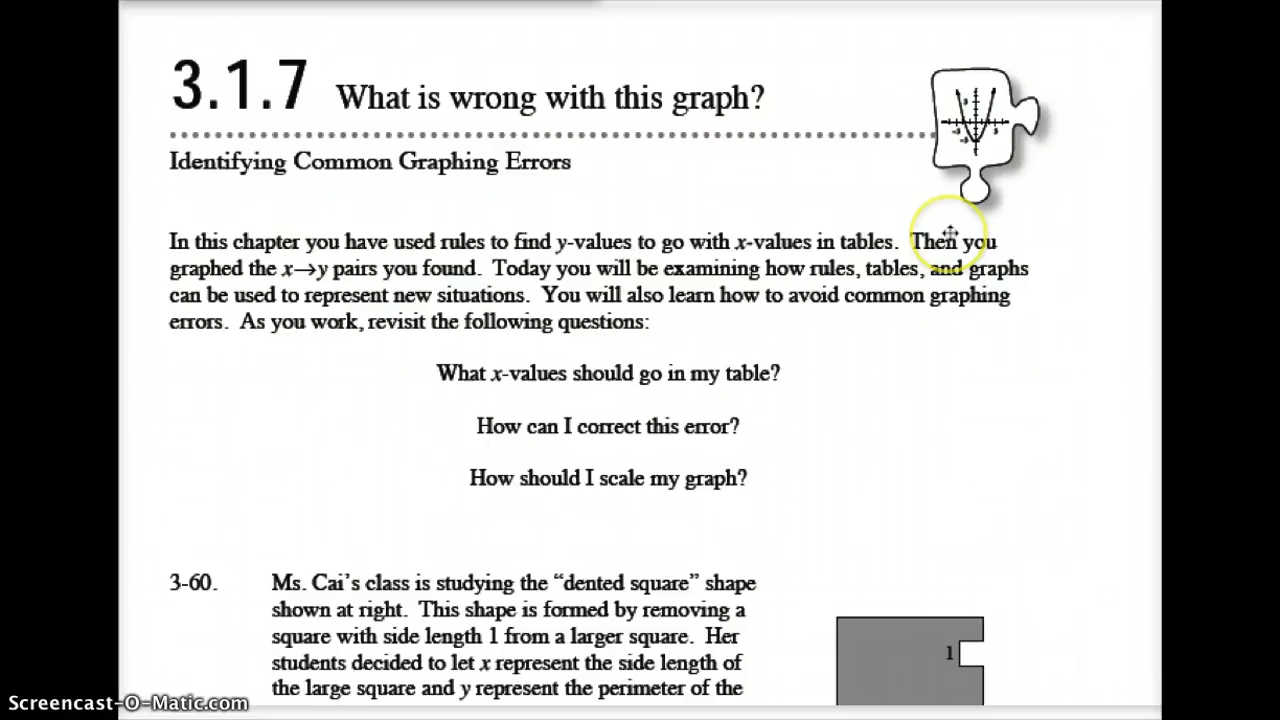 3.1.7 What is wrong with this graph?
Identifying Common Graphing Errors
In this chapter you have used rules to find y-values to go with x-values in tables. Then you
graphed the x→y pairs you found. Today you will be examining how rules, tables, and graphs
can be used to represent new situations. You will also learn how to avoid common graphing
errors. As you work, revisit the following questions:
What x-values should go in my table?
How can I correct this error?
How should I scale my graph?
3-60. Ms. Cai’s class is studying the “dented square” shape
shown at right. This shape is formed by removing a
square with side length 1 from a larger square. Her
students decided to let x represent the side length of
the large square and y represent the perimeter of the
1
Screencast-O-Matic.com